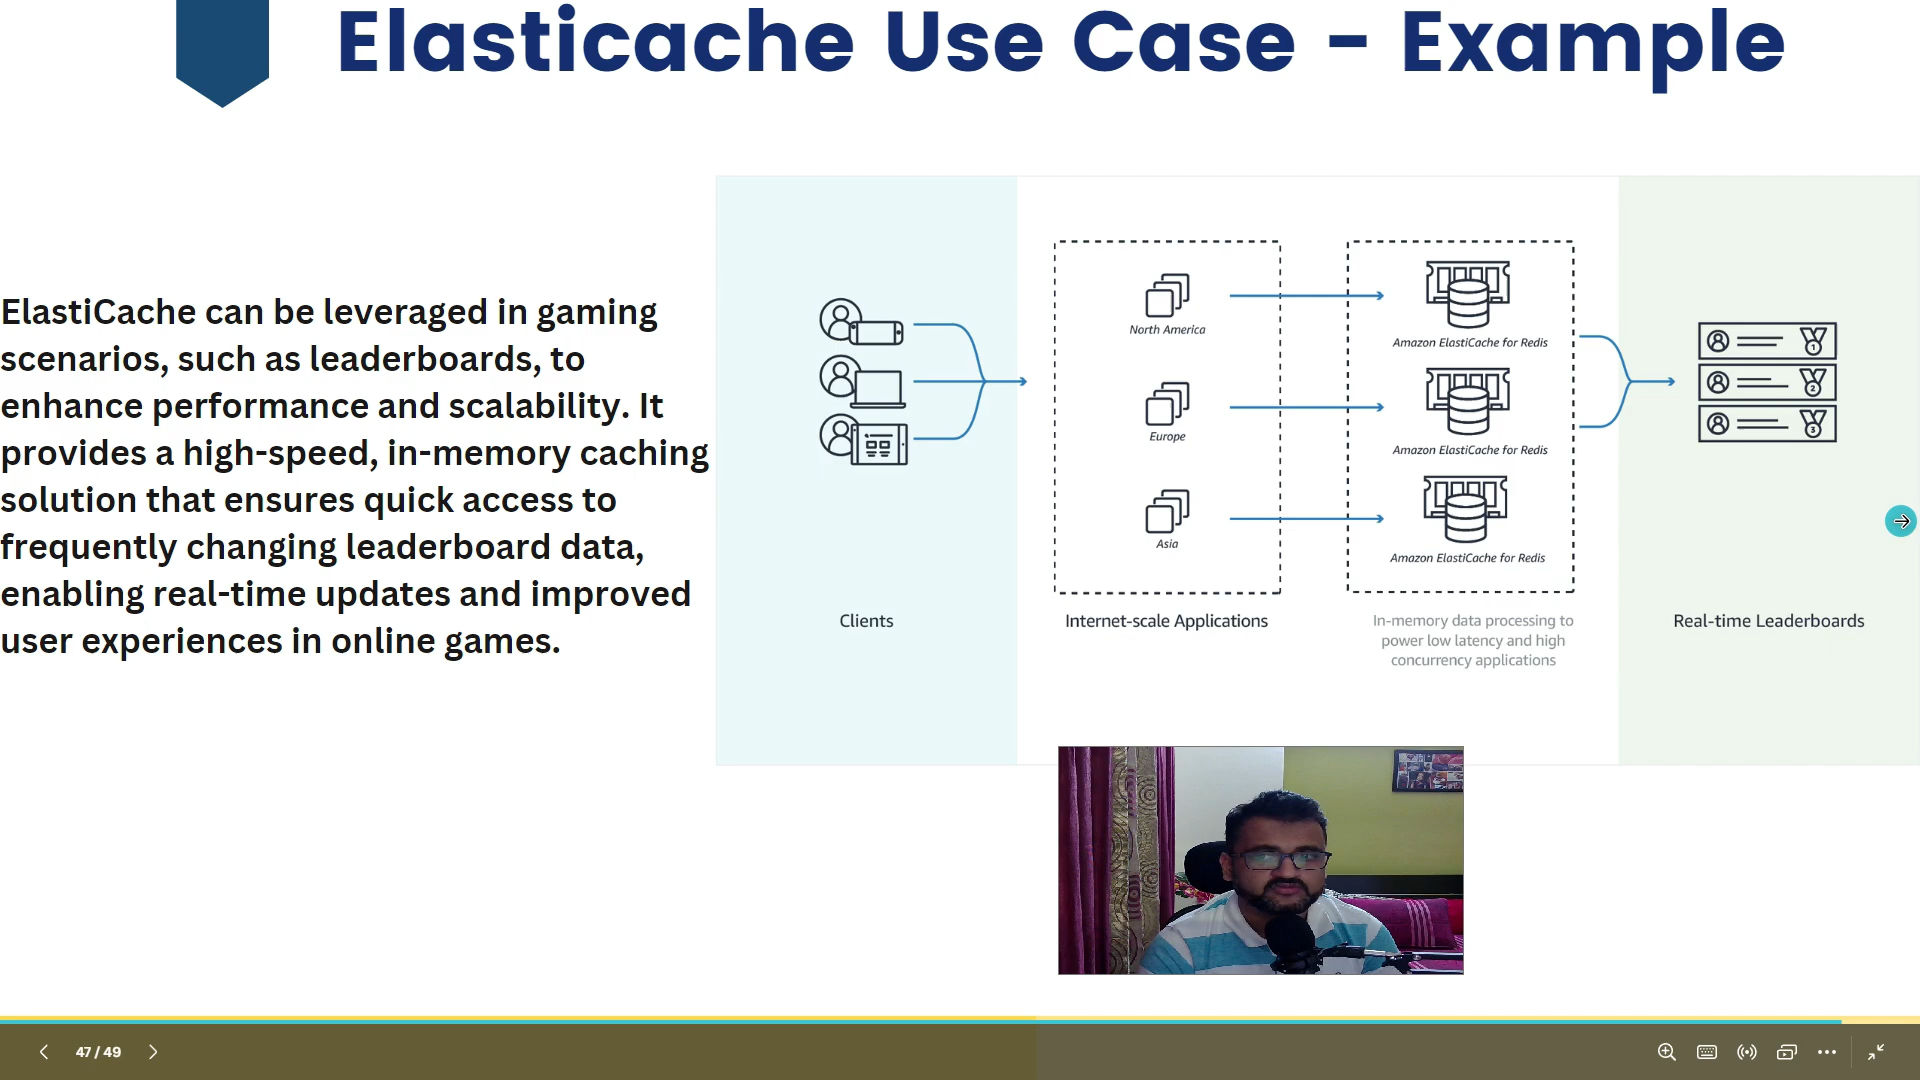 Elasticache Use Case - Example
ElastiCache can be leveraged in gaming
scenarios, such as leaderboards, to
enhance performance and scalability. It
provides a high-speed, in-memory caching
solution that ensures quick access to
frequently changing leaderboard data,
enabling real-time updates and improved
user experiences in online games.
Clients
North America
Europe
Asia
Internet-scale Applications
Amazon ElastiCache for Redis
Amazon ElastiCache for Redis
Amazon ElastiCache for Redis
In-memory data processing to
power low latency and high
concurrency applications
1
2
3
Real-time Leaderboards
47 / 49